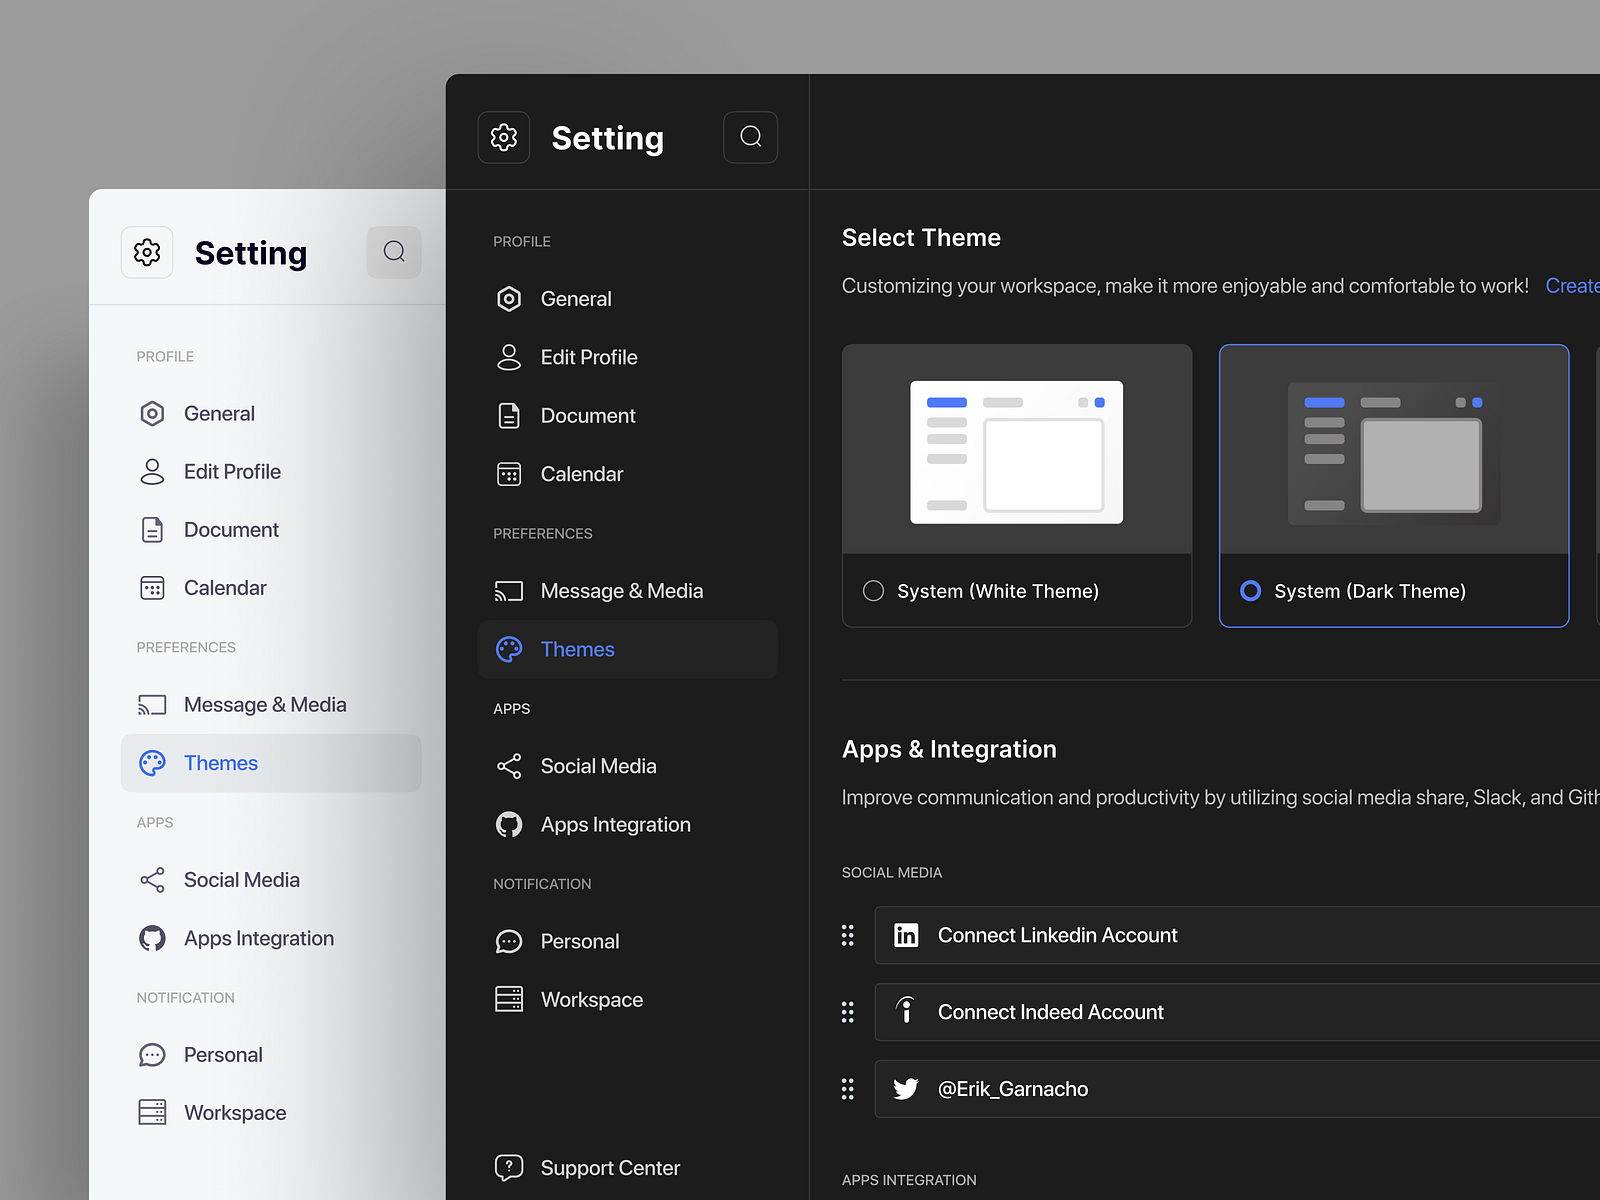 Setting
PROFILE
General
Edit Profile
Document
Calendar
PREFERENCES
Message & Media
Themes
APPS
Social Media
Apps Integration
NOTIFICATION
Personal
Workspace
Setting
PROFILE
General
Edit Profile
Document
Calendar
PREFERENCES
Message & Media
Themes
APPS
Social Media
Apps Integration
NOTIFICATION
Personal
Workspace
Support Center
Select Theme
Customizing your workspace, make it more enjoyable and comfortable to work! Create
System (White Theme)
System (Dark Theme)
Apps & Integration
Improve communication and productivity by utilizing social media share, Slack, and Gith
SOCIAL MEDIA
Connect Linkedin Account
Connect Indeed Account
@Erik_Garnacho
APPS INTEGRATION